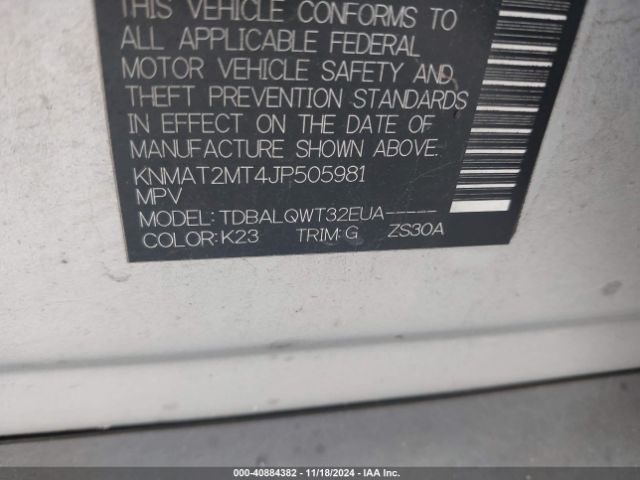 THIS VEHICLE CONFORMS TO
ALL APPLICABLE FEDERAL
MOTOR VEHICLE SAFETY AND
THEFT PREVENTION STANDARDS
IN EFFECT ON THE DATE OF
MANUFACTURE SHOWN ABOVE.
KNMAT2MT4JP505981
MPV
MODEL:TDBALQWT32EUA-----
COLOR:K23 TRIM:G ZS30A
000-40884382 - 11/18/2024 - IAA Inc.